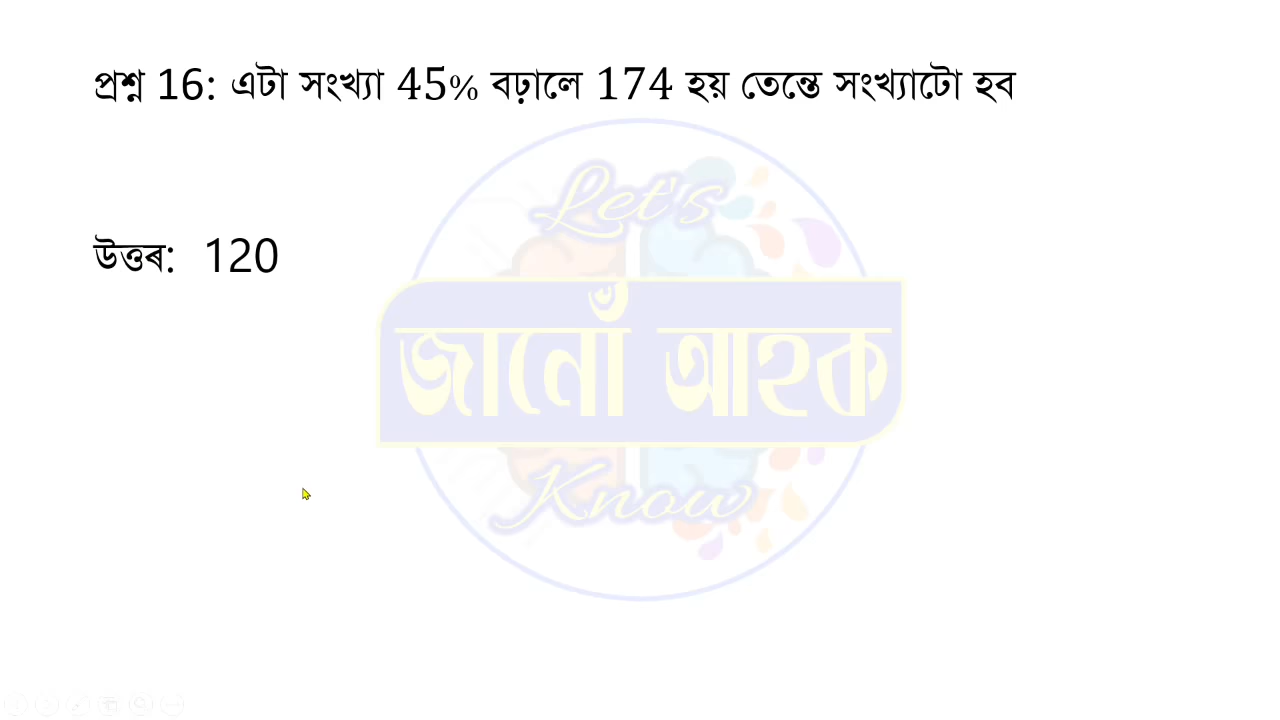 প্ৰশ্ন 16: এটা সংখ্যা 45% বঢ়ালে 174 হয় তেন্তে সংখ্যাটো হব
Let's
উত্তৰ: 120
জানোঁ আহক
Know